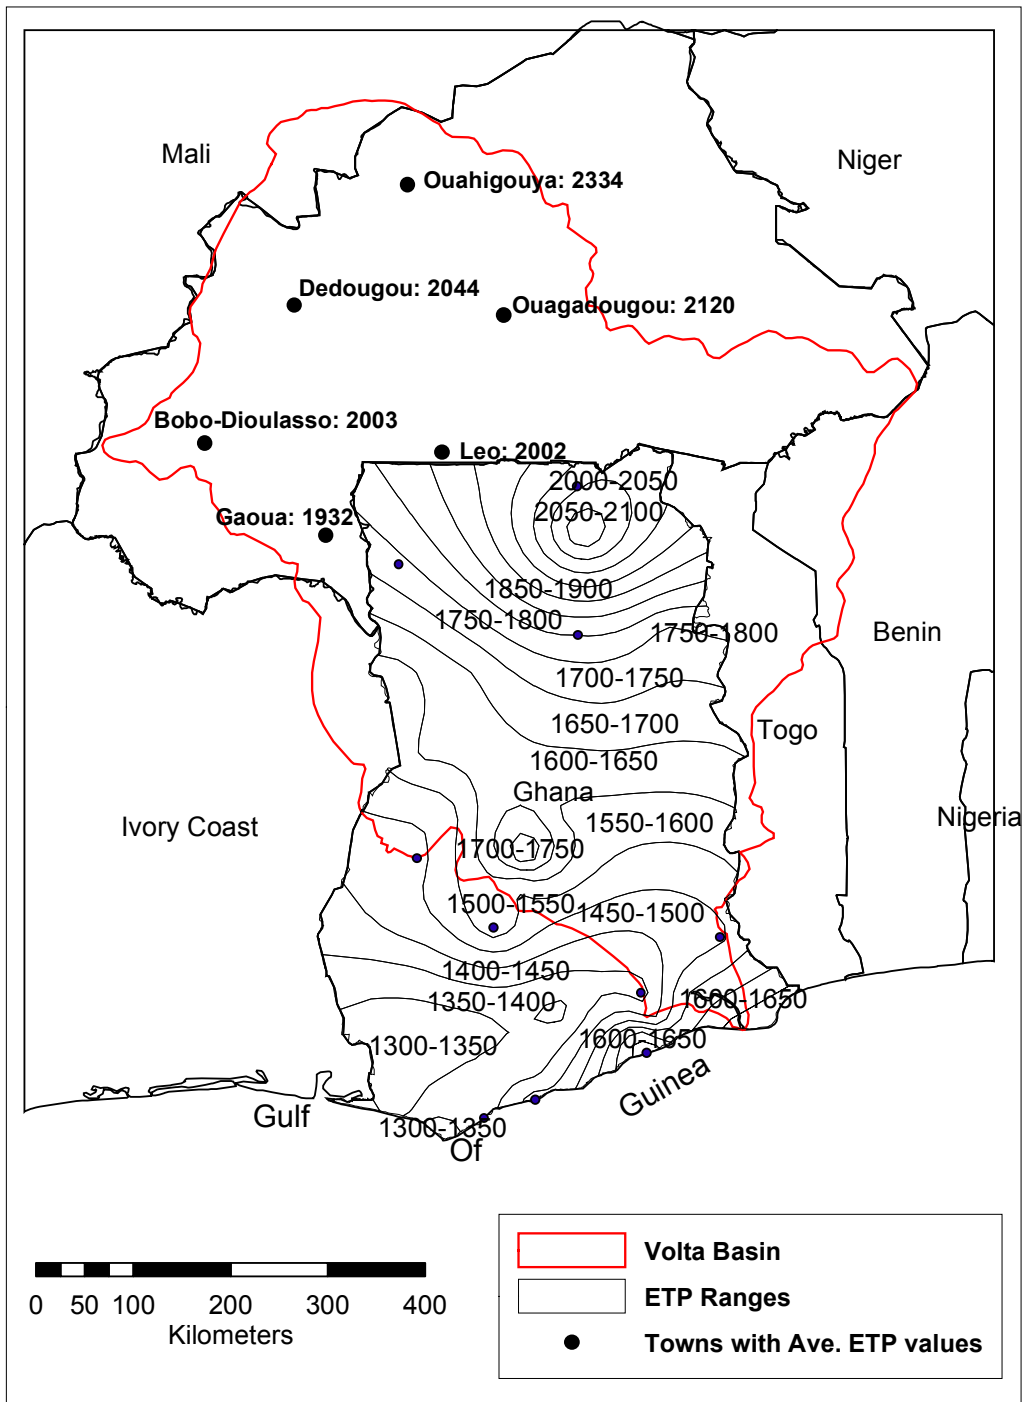 Mali
Niger
Ouahigouya: 2334
Dedougou: 2044
Ouagadougou: 2120
Bobo-Dioulasso: 2003
Leo: 2002
2000-2050
2050-2100
Gaoua: 1932
1850-1900
1750-1800
1750-1800
Benin
1700-1750
1650-1700
Togo
1600-1650
Ghana
1550-1600
Nigeria
Ivory Coast
1700-1750
1500-1550
1450-1500
1400-1450
1350-1400
1600-1650
1300-1350
1600-1650
Guinea
Gulf
1300-1350
Of
Volta Basin
ETP Ranges
Towns with Ave. ETP values
0 50 100 200 300 400
Kilometers